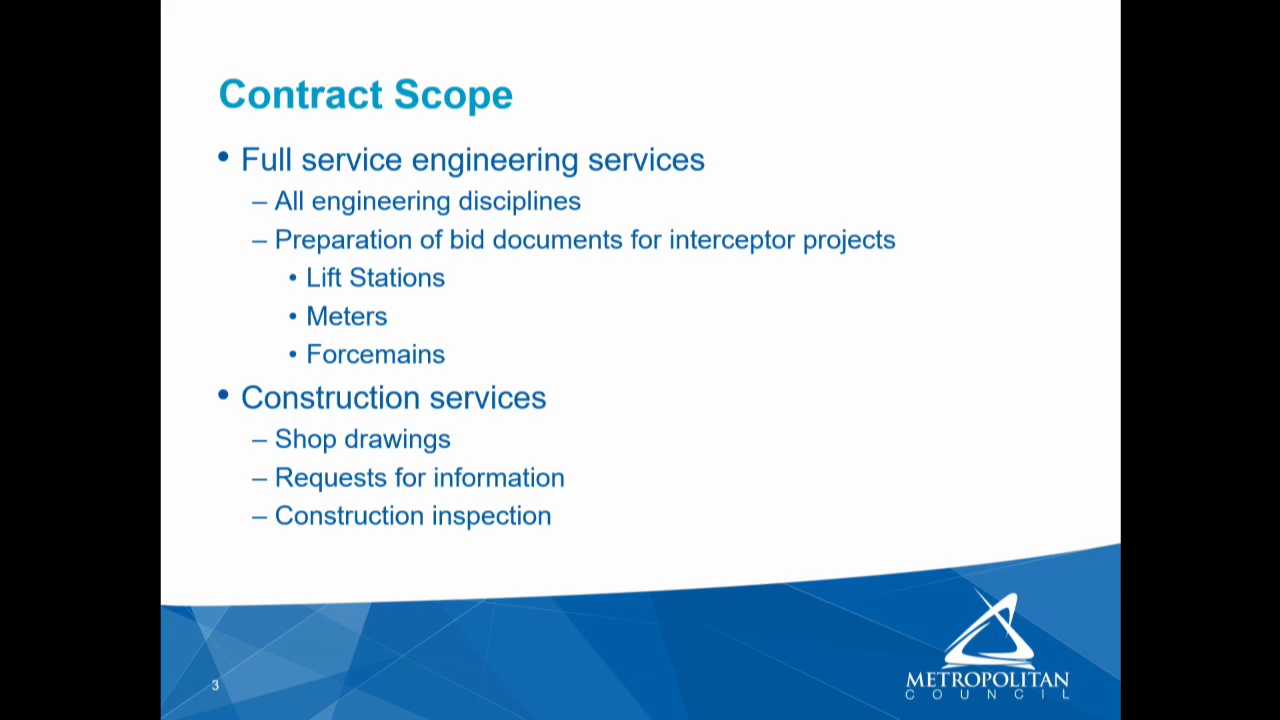 Contract Scope
• Full service engineering services
– All engineering disciplines
– Preparation of bid documents for interceptor projects
• Lift Stations
• Meters
• Forcemains
• Construction services
– Shop drawings
– Requests for information
– Construction inspection
3
METROPOLITAN
COUNCIL